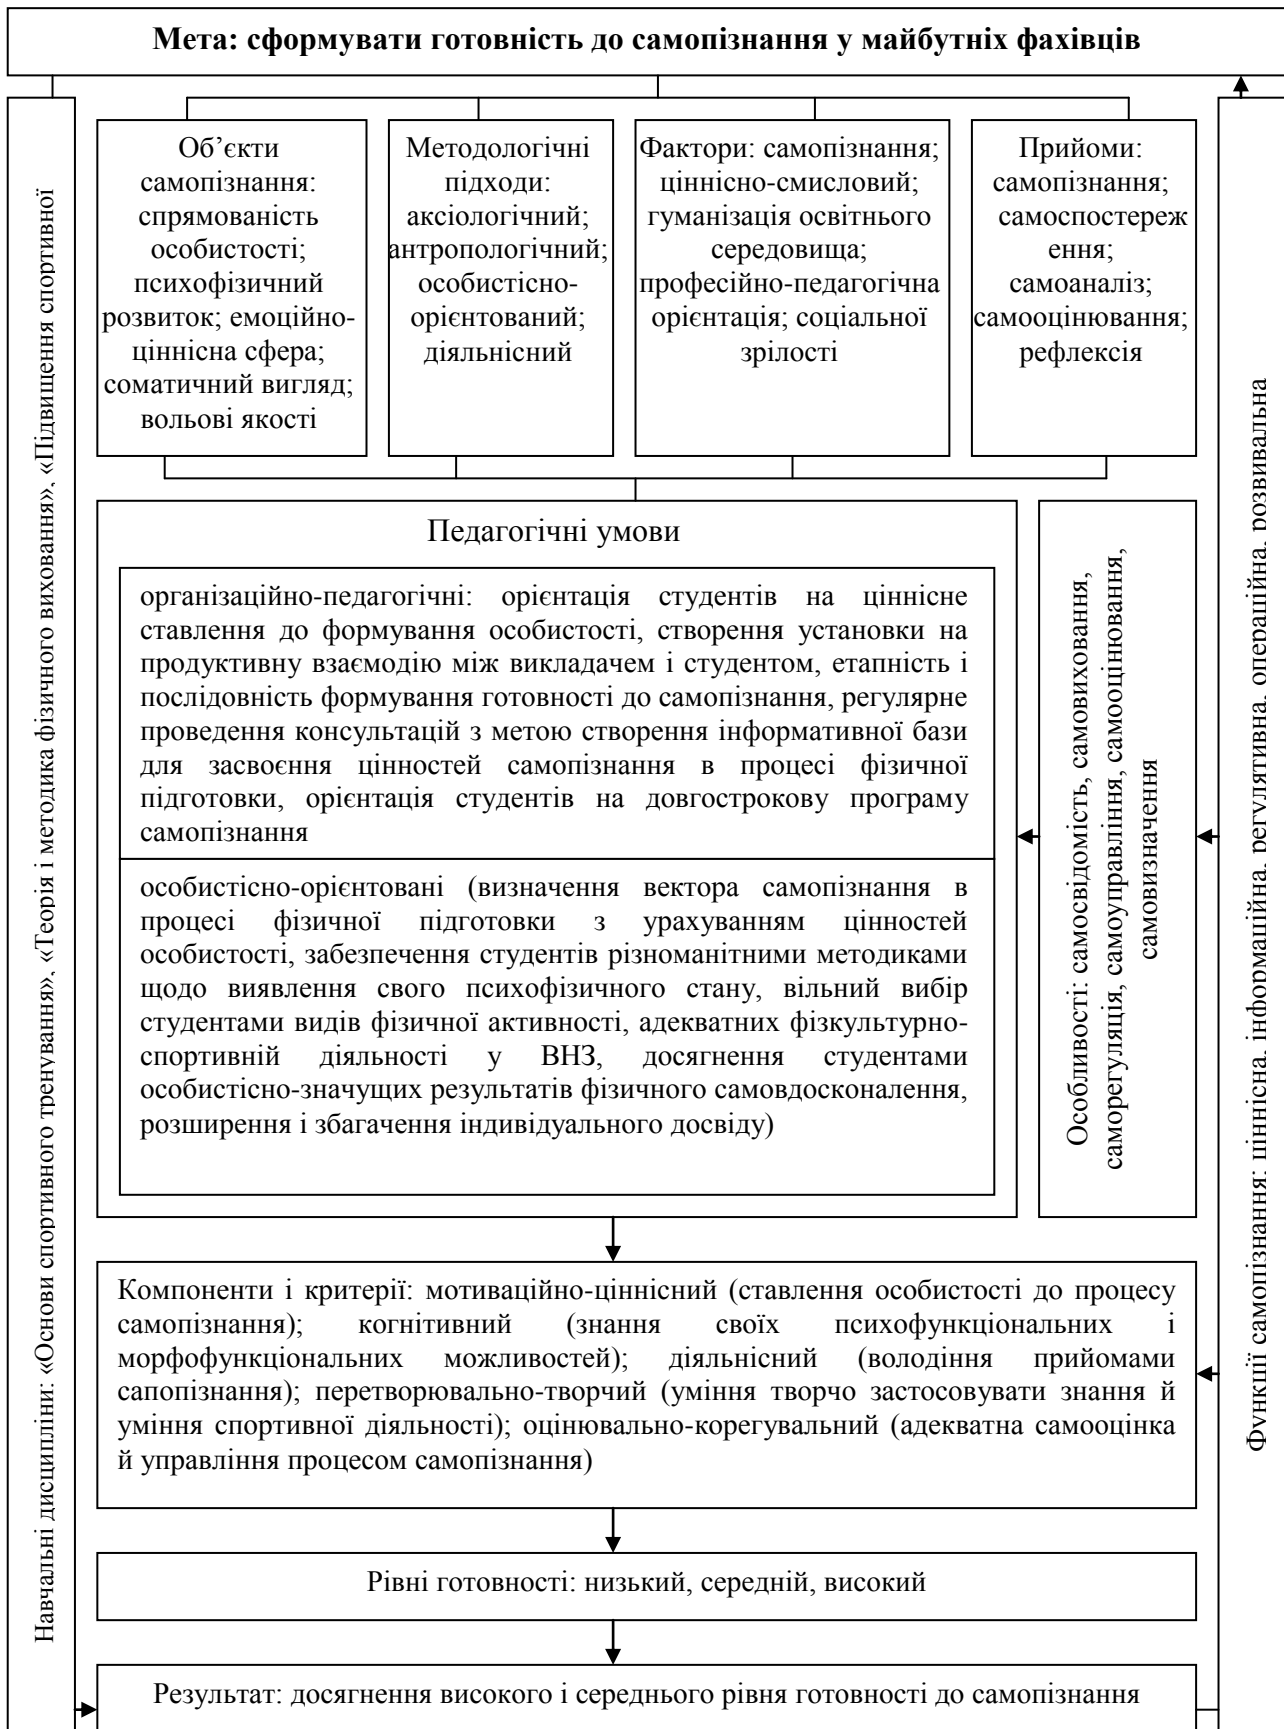 Мета: сформувати готовність до самопізнання у майбутніх фахівців
Навчальні дисципліни: «Основи спортивного тренування», «Теорія і методика фізичного виховання», «Підвищення спортивної
Об’єкти
самопізнання:
спрямованість
особистості;
психофізичний
розвиток; емоційно-
ціннісна сфера;
соматичний вигляд;
вольові якості
Методологічні
підходи:
аксіологічний;
антропологічний;
особистісно-
орієнтований;
діяльнісний
Фактори: самопізнання;
ціннісно-смисловий;
гуманізація освітнього
середовища;
професійно-педагогічна
орієнтація; соціальної
зрілості
Прийоми:
самопізнання;
самоспостереж
ення;
самоаналіз;
самооцінювання;
рефлексія
Педагогічні умови
організаційно-педагогічні: орієнтація студентів на ціннісне
ставлення до формування особистості, створення установки на
продуктивну взаємодію між викладачем і студентом, етапність і
послідовність формування готовності до самопізнання, регулярне
проведення консультацій з метою створення інформативної бази
для засвоєння цінностей самопізнання в процесі фізичної
підготовки, орієнтація студентів на довгострокову програму
самопізнання
особистісно-орієнтовані (визначення вектора самопізнання в
процесі фізичної підготовки з урахуванням цінностей
особистості, забезпечення студентів різноманітними методиками
щодо виявлення свого психофізичного стану, вільний вибір
студентами видів фізичної активності, адекватних фізкультурно-
спортивній діяльності у ВНЗ, досягнення студентами
особистісно-значущих результатів фізичного самовдосконалення,
розширення і збагачення індивідуального досвіду)
Особливості: самосвідомість, самовиховання,
саморегуляція, самоуправління, самооцінювання,
самовизначення
Функції самопізнання: ціннісна, інформаційна, регулятивна, операційна, розвивальна
Компоненти і критерії: мотиваційно-ціннісний (ставлення особистості до процесу
самопізнання); когнітивний (знання своїх психофункціональних і
морфофункціональних можливостей); діяльнісний (володіння прийомами
сапопізнання); перетворювально-творчий (уміння творчо застосовувати знання й
уміння спортивної діяльності); оцінювально-корегувальний (адекватна самооцінка
й управління процесом самопізнання)
Рівні готовності: низький, середній, високий
Результат: досягнення високого і середнього рівня готовності до самопізнання